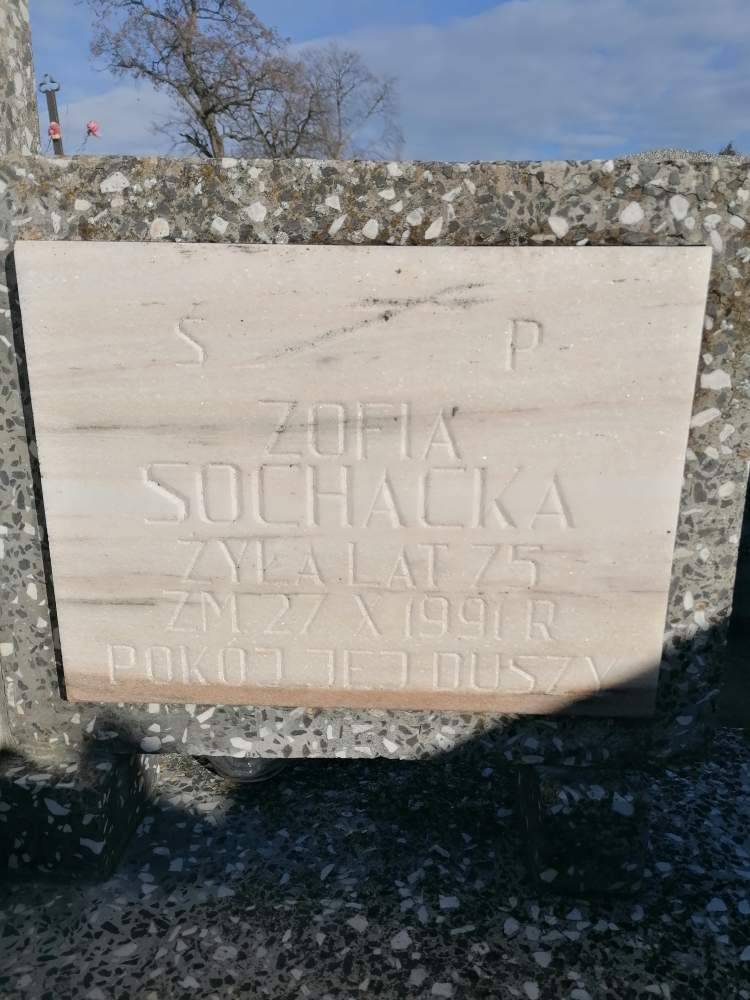 S P
ZOFIA
SOCHACKA
ŻYŁA LAT 75
ZM. 27 X 1991 R
POKÓJ JEJ DUSZY